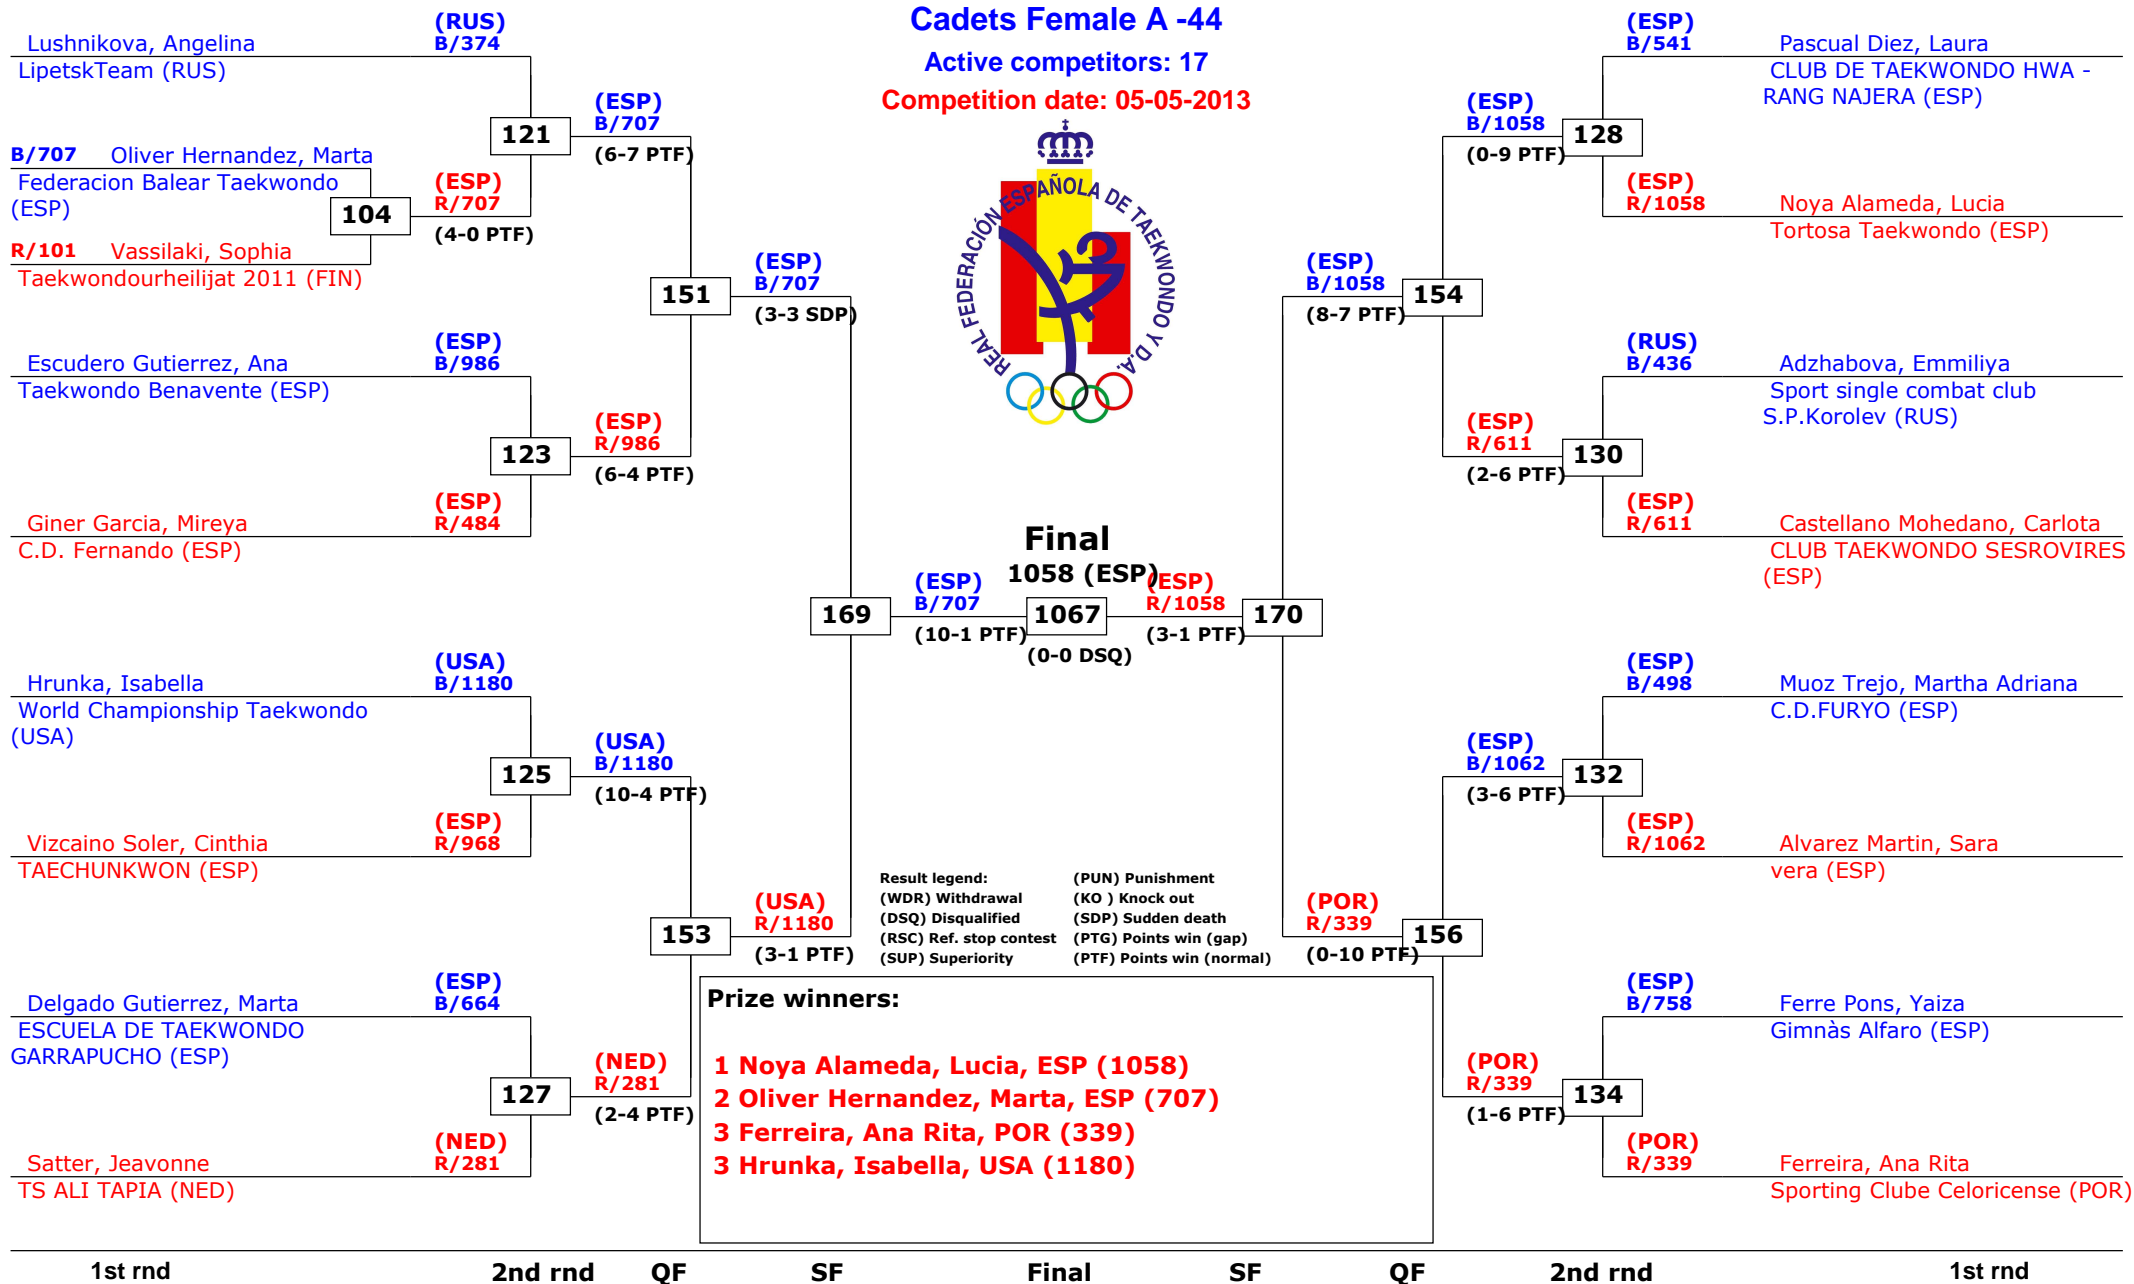 Cadets Female A -44
Active competitors: 17
Competition date: 05-05-2013
REAL FEDERACIÓN ESPAÑOLA DE TAEKWONDO Y D.A.
Lushnikova, Angelina
LipetskTeam (RUS)
(RUS)
B/374
B/707 Oliver Hernandez, Marta
Federacion Balear Taekwondo
(ESP)
R/101 Vassilaki, Sophia
Taekwondourheilijat 2011 (FIN)
104
(ESP)
R/707
(4-0 PTF)
121
(ESP)
B/707
(6-7 PTF)
Escudero Gutierrez, Ana
Taekwondo Benavente (ESP)
(ESP)
B/986
Giner Garcia, Mireya
C.D. Fernando (ESP)
(ESP)
R/484
123
(ESP)
R/986
(6-4 PTF)
151
(ESP)
B/707
(3-3 SDP)
Hrunka, Isabella
World Championship Taekwondo
(USA)
(USA)
B/1180
Vizcaino Soler, Cinthia
TAECHUNKWON (ESP)
(ESP)
R/968
125
(USA)
B/1180
(10-4 PTF)
Delgado Gutierrez, Marta
ESCUELA DE TAEKWONDO
GARRAPUCHO (ESP)
(ESP)
B/664
Satter, Jeavonne
TS ALI TAPIA (NED)
(NED)
R/281
127
(NED)
R/281
(2-4 PTF)
153
(USA)
R/1180
(3-1 PTF)
169
(ESP)
B/707
(10-1 PTF)
Final
1058 (ESP)
1067
(0-0 DSQ)
(ESP)
R/1058
(3-1 PTF)
170
(ESP)
B/1058
(8-7 PTF)
154
(ESP)
B/1058
(0-9 PTF)
128
(ESP)
B/541
Pascual Diez, Laura
CLUB DE TAEKWONDO HWA -
RANG NAJERA (ESP)
(ESP)
R/1058
Noya Alameda, Lucia
Tortosa Taekwondo (ESP)
(ESP)
R/611
(2-6 PTF)
130
(RUS)
B/436
Adzhabova, Emmiliya
Sport single combat club
S.P.Korolev (RUS)
(ESP)
R/611
Castellano Mohedano, Carlota
CLUB TAEKWONDO SESROVIRES
(ESP)
(POR)
R/339
(0-10 PTF)
156
(ESP)
B/1062
(3-6 PTF)
132
(ESP)
B/498
Muoz Trejo, Martha Adriana
C.D.FURYO (ESP)
(ESP)
R/1062
Alvarez Martin, Sara
vera (ESP)
(POR)
R/339
(1-6 PTF)
134
(ESP)
B/758
Ferre Pons, Yaiza
Gimnàs Alfaro (ESP)
(POR)
R/339
Ferreira, Ana Rita
Sporting Clube Celoricense (POR)
Result legend: (PUN) Punishment
(WDR) Withdrawal (KO ) Knock out
(DSQ) Disqualified (SDP) Sudden death
(RSC) Ref. stop contest (PTG) Points win (gap)
(SUP) Superiority (PTF) Points win (normal)
Prize winners:
1 Noya Alameda, Lucia, ESP (1058)
2 Oliver Hernandez, Marta, ESP (707)
3 Ferreira, Ana Rita, POR (339)
3 Hrunka, Isabella, USA (1180)
1st rnd 2nd rnd QF SF Final SF QF 2nd rnd 1st rnd